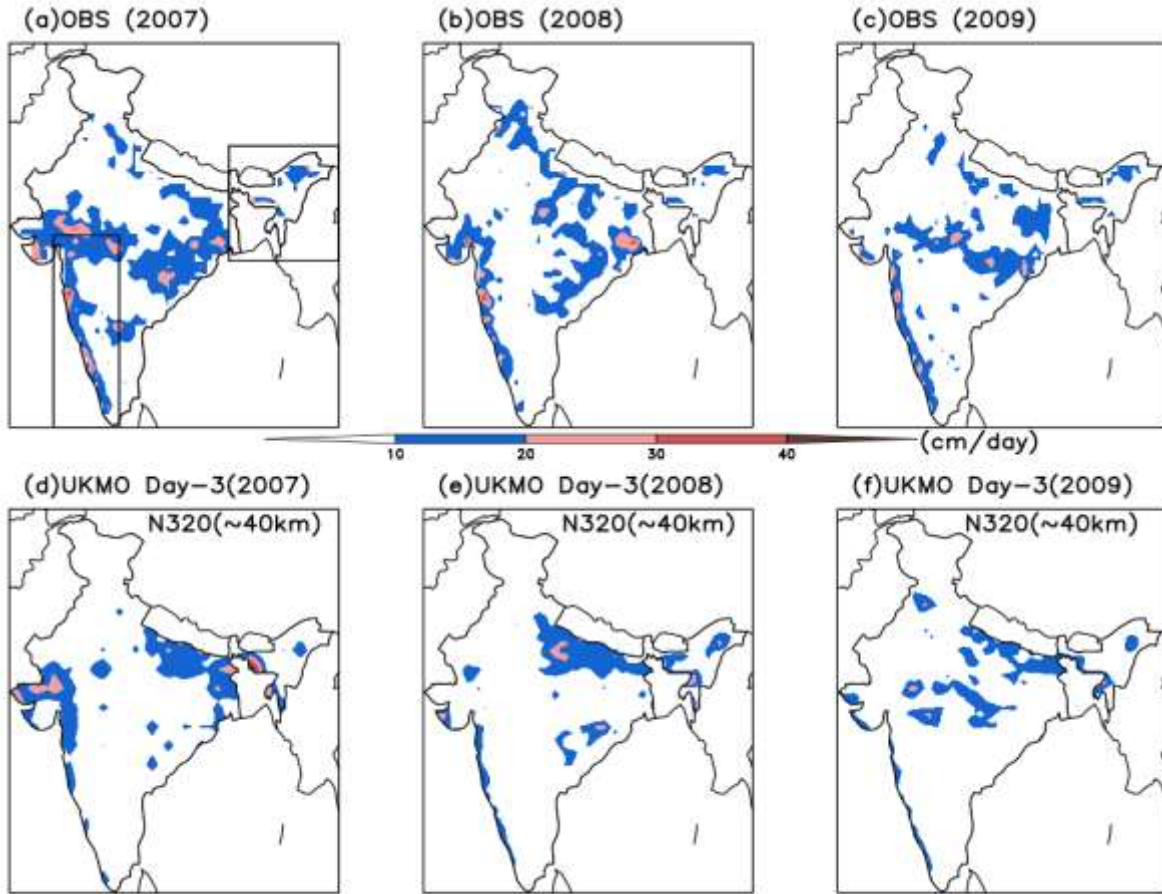 (a)OBS (2007)
(b)OBS (2008)
(c)OBS (2009)
10 20 30 40 (cm/day)
(d)UKMO Day-3(2007)
(e)UKMO Day-3(2008)
(f)UKMO Day-3(2009)
N320(~40km)
N320(~40km)
N320(~40km)